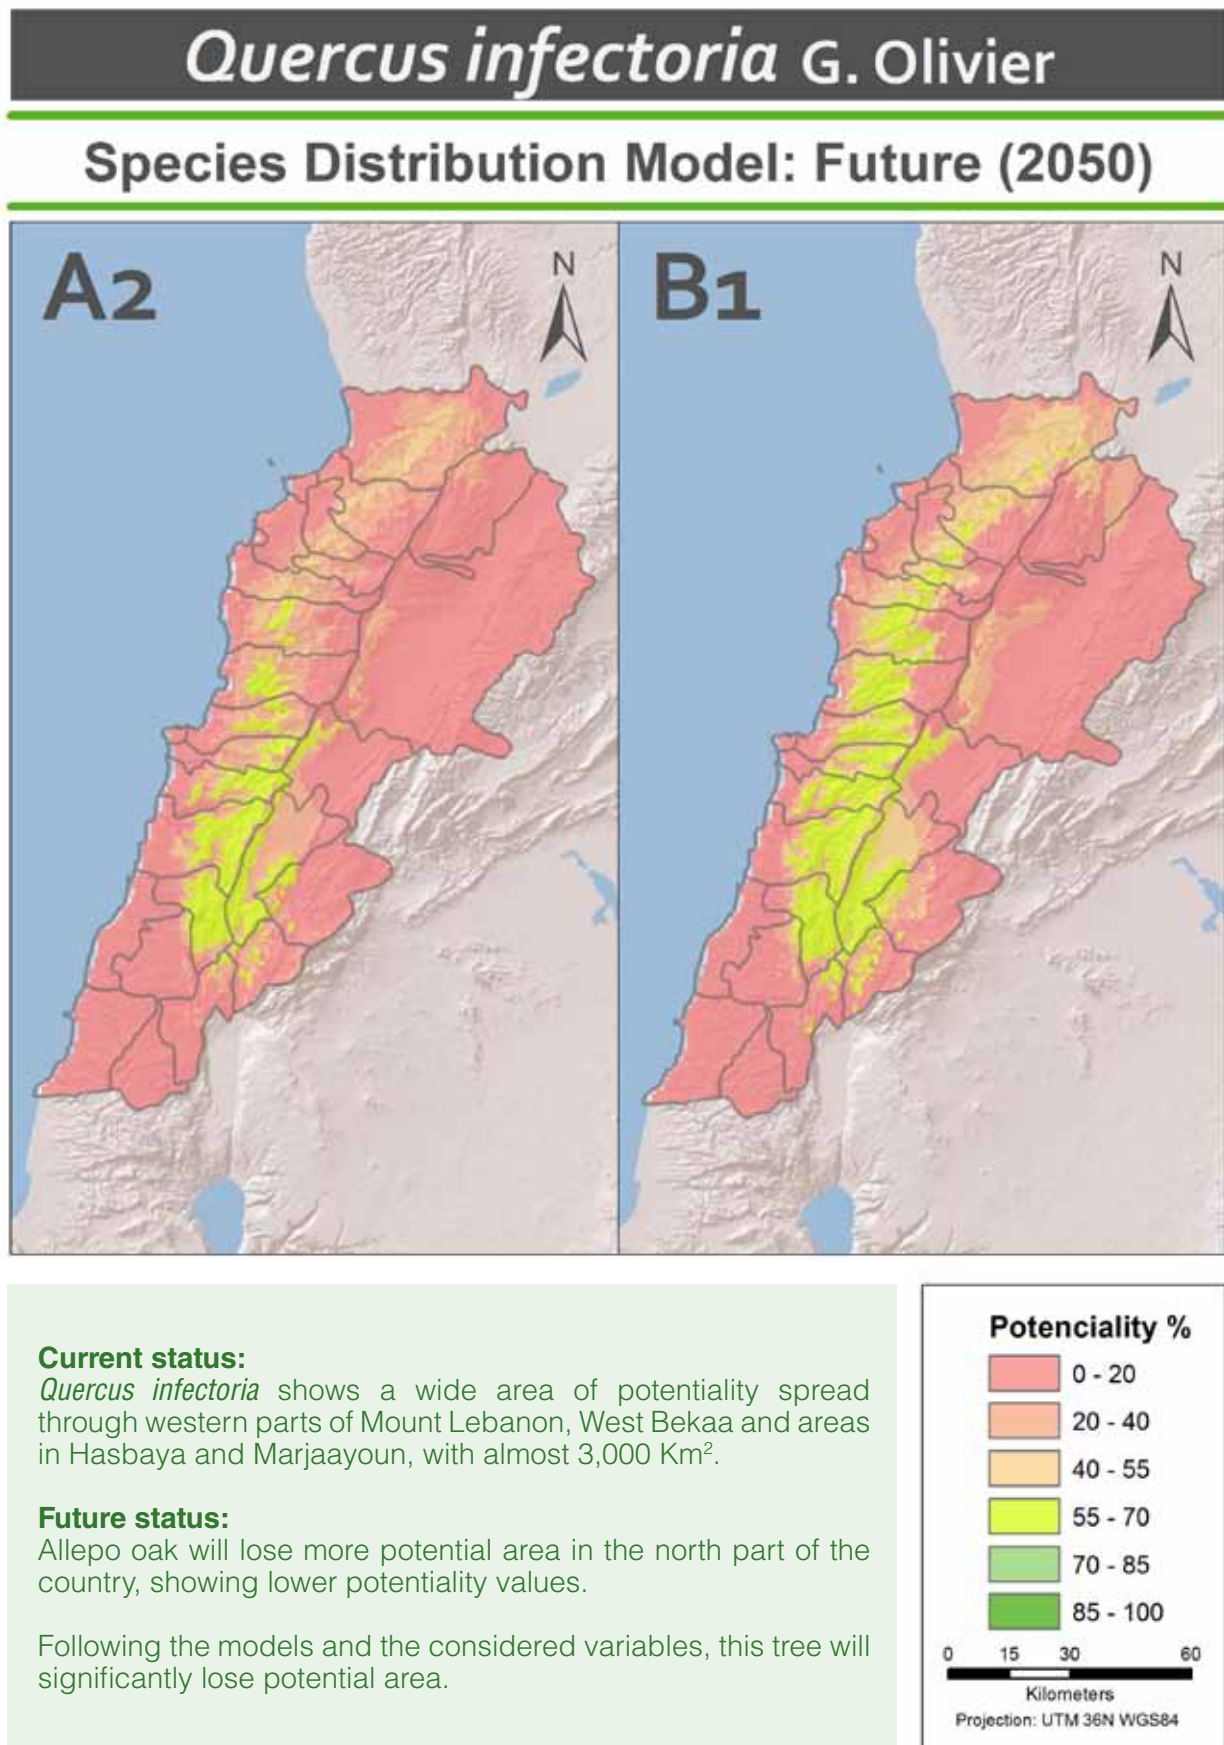 Quercus infectoria G. Olivier
Species Distribution Model: Future (2050)
A2
N
B1
N
Current status:
Quercus infectoria shows a wide area of potentiality spread
through western parts of Mount Lebanon, West Bekaa and areas
in Hasbaya and Marjaayoun, with almost 3,000 Km².
Future status:
Allepo oak will lose more potential area in the north part of the
country, showing lower potentiality values.
Following the models and the considered variables, this tree will
significantly lose potential area.
Potenciality %
0 - 20
20 - 40
40 - 55
55 - 70
70 - 85
85 - 100
0 15 30 60
Kilometers
Projection: UTM 36N WGS84